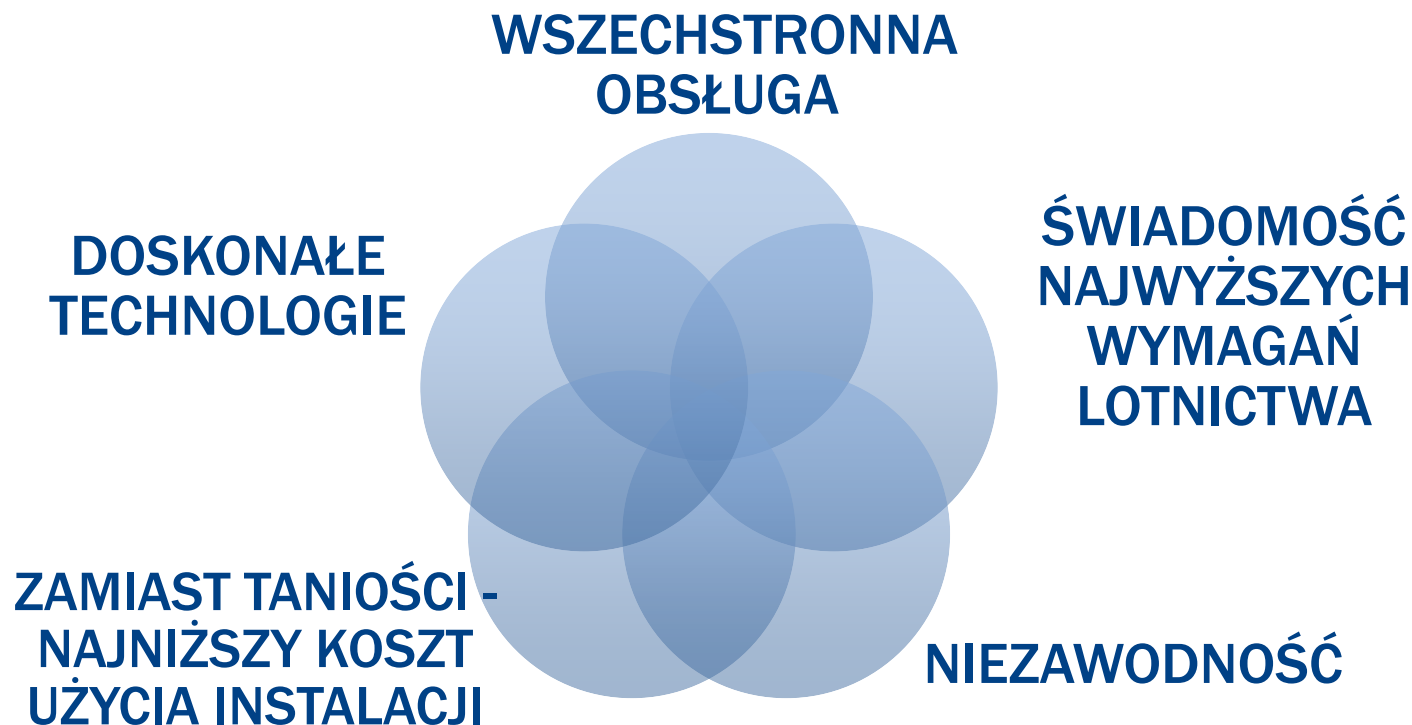 WSZECHSTRONNA
OBSŁUGA
DOSKONAŁE
TECHNOLOGIE
ŚWIADOMOŚĆ
NAJWYŻSZYCH
WYMAGAŃ
LOTNICTWA
ZAMIAST TANIOŚCI -
NAJNIŻSZY KOSZT
UŻYCIA INSTALACJI
NIEZAWODNOŚĆ